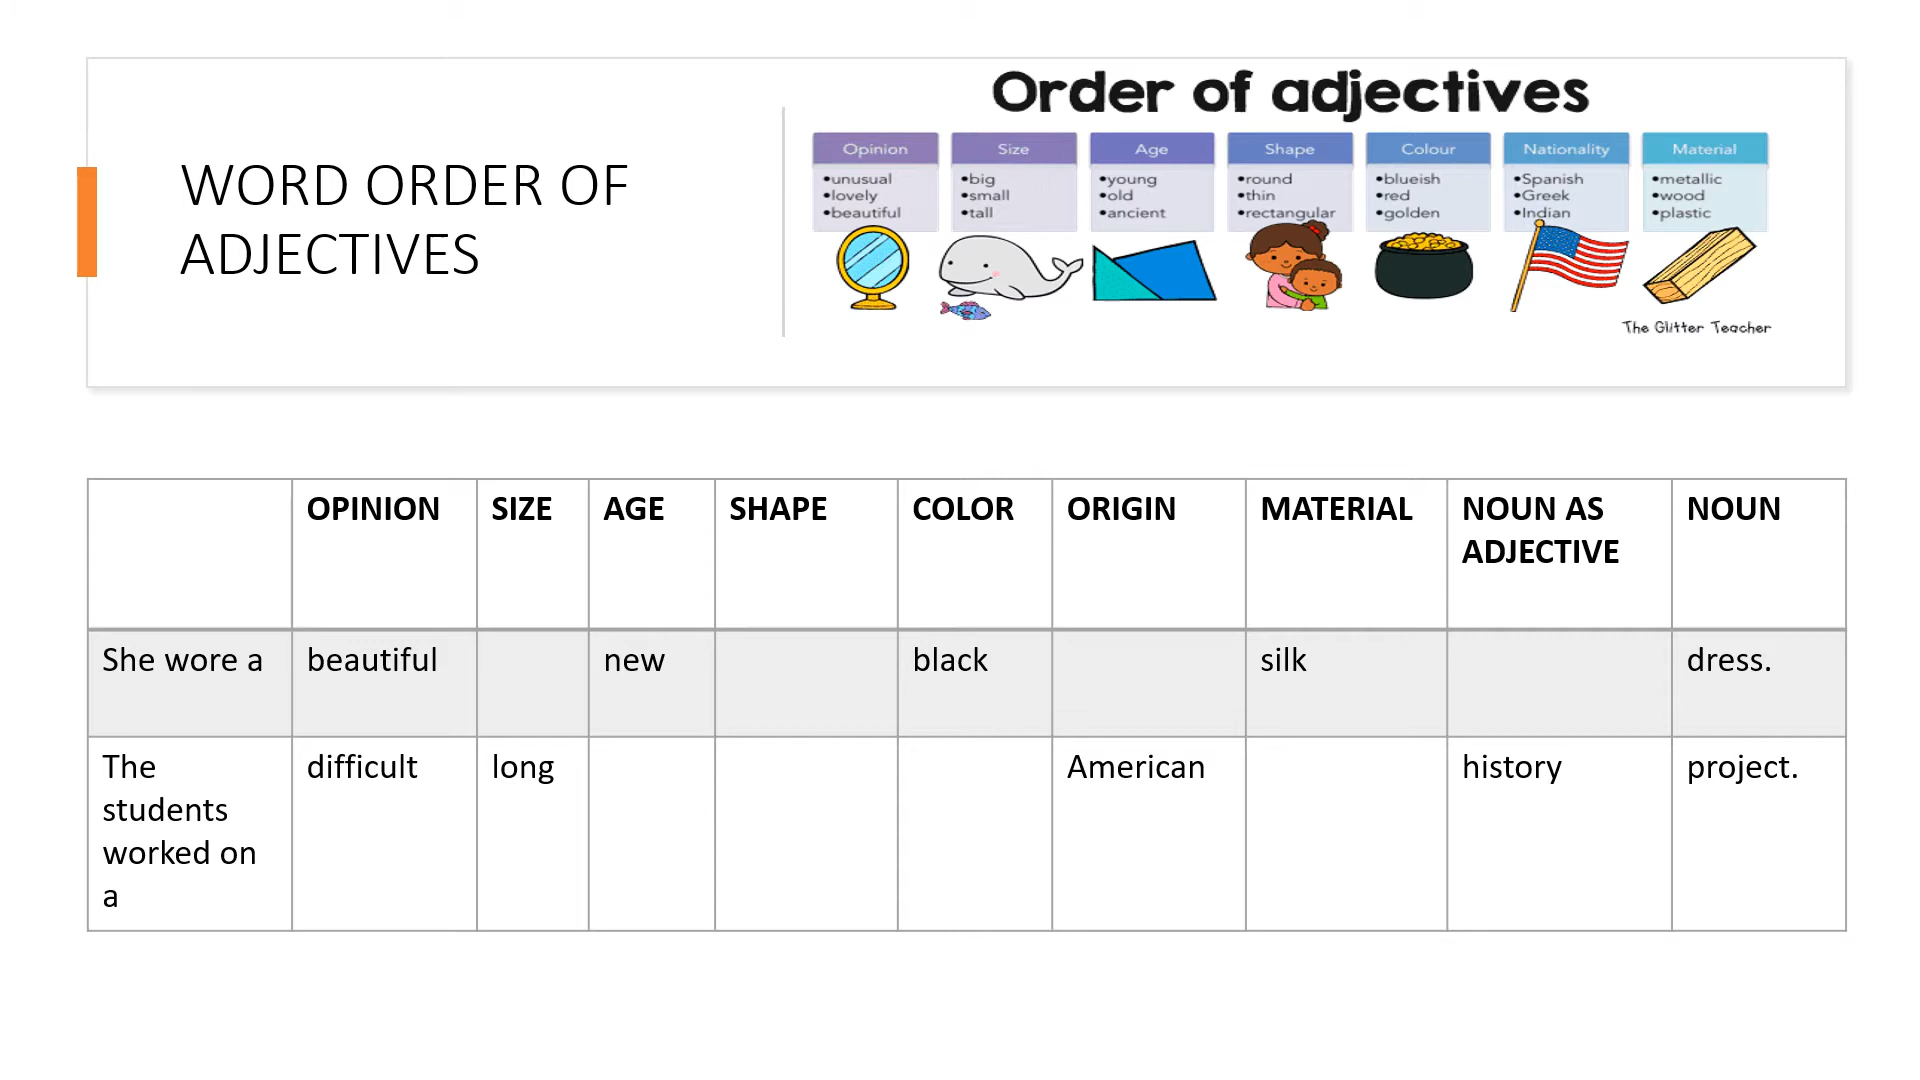 WORD ORDER OF
ADJECTIVES
Order of adjectives
Opinion Size Age Shape Colour Nationality Material
•unusual •big •young •round •blueish •Spanish •metallic
•lovely •small •old •thin •red •Greek •wood
•beautiful •tall •ancient •rectangular •golden •Indian •plastic
The Glitter Teacher
OPINION SIZE AGE SHAPE COLOR ORIGIN MATERIAL NOUN AS NOUN
ADJECTIVE
She wore a beautiful new black silk dress.
The difficult long American history project.
students
worked on
a